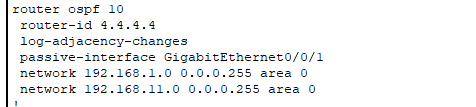 router ospf 10
router-id 4.4.4.4
log-adjacency-changes
passive-interface GigabitEthernet0/0/1
network 192.168.1.0 0.0.0.255 area 0
network 192.168.11.0 0.0.0.255 area 0
!